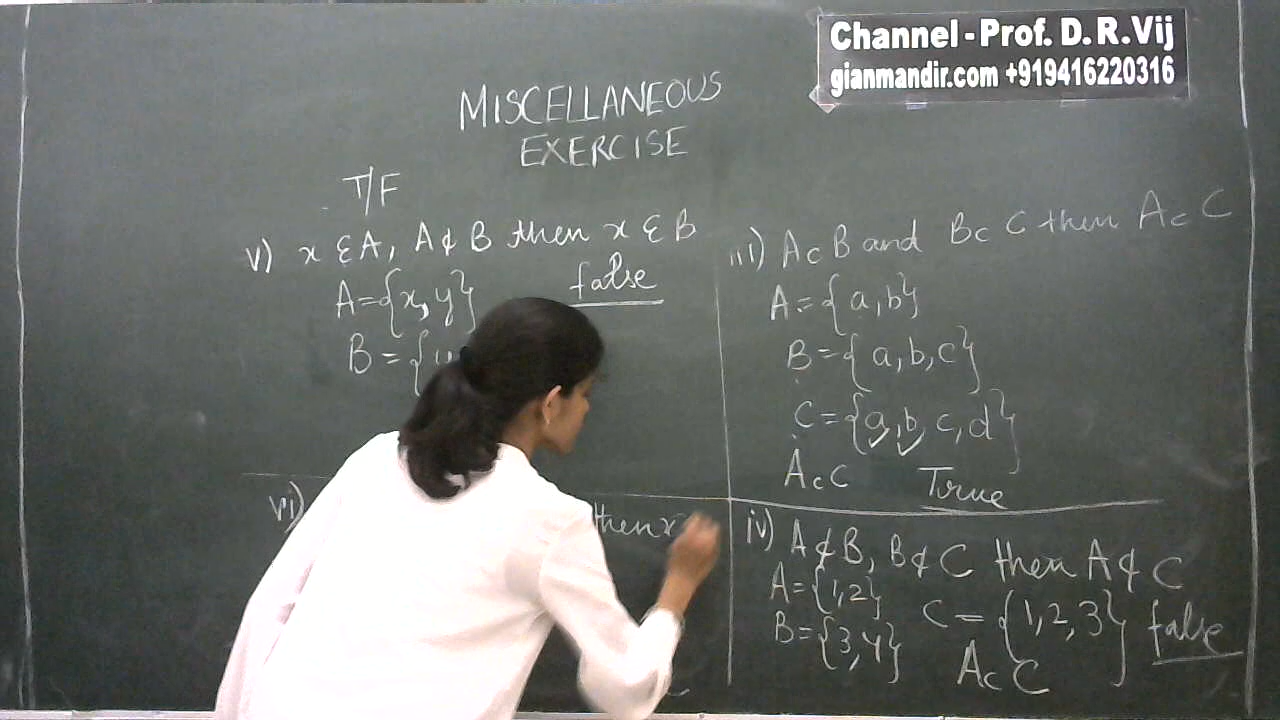 Channel - Prof. D. R. Vij
gianmandir.com +919416220316
MISCELLANEOUS
EXERCISE
T/F
v) x ∈ A, A ⊄ B then x ∈ B
A = {x, y}
false
B = {
vi)
then x
iii) A ⊂ B and B ⊂ C then A ⊂ C
A = {a, b}
B = {a, b, c}
C = {a, b, c, d}
A ⊂ C True
iv) A ⊄ B, B ⊄ C then A ⊄ C
A = {1, 2}
B = {3, 4}
C = {1, 2, 3} false
A ⊂ C